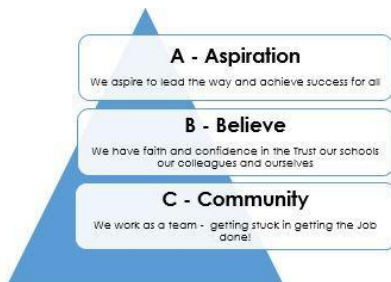 A - Aspiration
We aspire to lead the way and achieve success for all
B - Believe
We have faith and confidence in the Trust our schools
our colleagues and ourselves
C - Community
We work as a team - getting stuck in getting the Job
done!